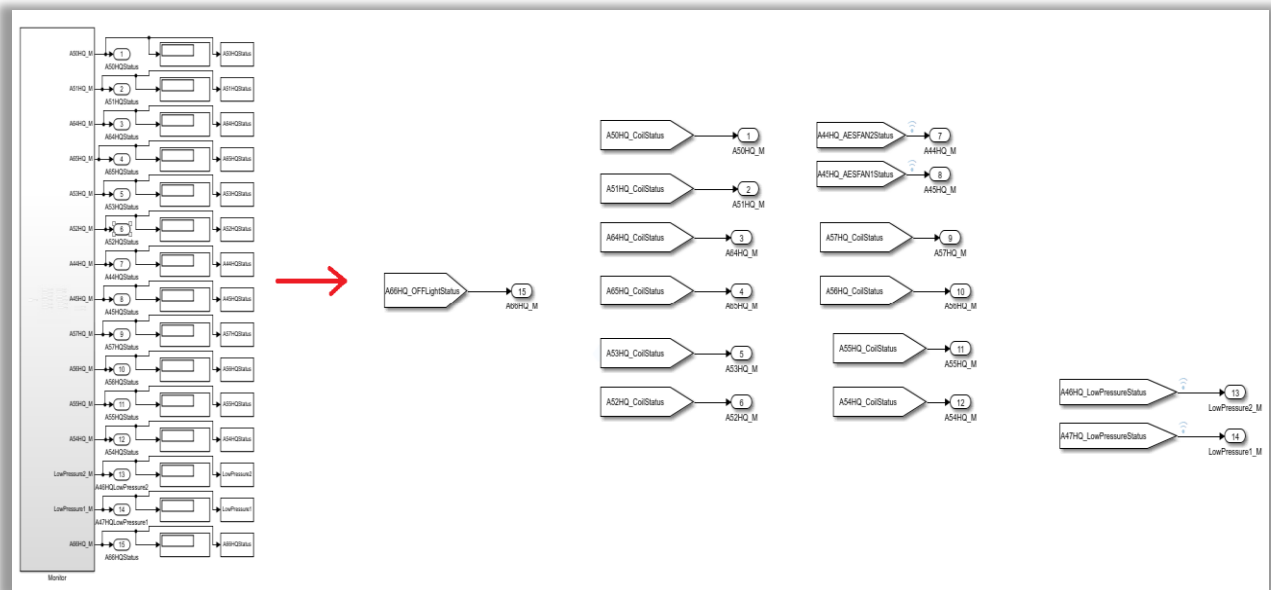 A50HQ_M
1
A50HQStatus
A50HQStatus
A51HQ_M
2
A51HQStatus
A51HQStatus
A64HQ_M
3
A64HQStatus
A64HQStatus
A65HQ_M
4
A65HQStatus
A65HQStatus
A53HQ_M
5
A53HQStatus
A53HQStatus
A52HQ_M
6
A52HQStatus
A52HQStatus
A44HQ_M
7
A44HQStatus
A44HQStatus
A45HQ_M
8
A45HQStatus
A45HQStatus
A57HQ_M
9
A57HQStatus
A57HQStatus
A56HQ_M
10
A56HQStatus
A56HQStatus
A55HQ_M
11
A55HQStatus
A55HQStatus
A54HQ_M
12
A54HQStatus
A54HQStatus
LowPressure2_M
13
A46HQLowPressure2
LowPressure2
LowPressure1_M
14
A47HQLowPressure1
LowPressure1
A66HQ_M
15
A66HQStatus
A66HQStatus
Monitor
A66HQ_OFFLightStatus
15
A66HQ_M
A50HQ_CoilStatus
1
A50HQ_M
A51HQ_CoilStatus
2
A51HQ_M
A64HQ_CoilStatus
3
A64HQ_M
A65HQ_CoilStatus
4
A65HQ_M
A53HQ_CoilStatus
5
A53HQ_M
A52HQ_CoilStatus
6
A52HQ_M
A44HQ_AESFAN2Status
7
A44HQ_M
A45HQ_AESFAN1Status
8
A45HQ_M
A57HQ_CoilStatus
9
A57HQ_M
A56HQ_CoilStatus
10
A56HQ_M
A55HQ_CoilStatus
11
A55HQ_M
A54HQ_CoilStatus
12
A54HQ_M
A46HQ_LowPressureStatus
13
LowPressure2_M
A47HQ_LowPressureStatus
14
LowPressure1_M